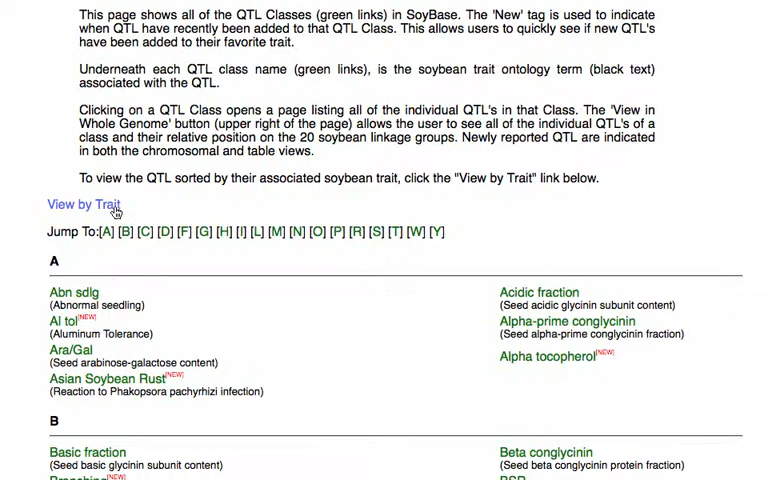 This page shows all of the QTL Classes (green links) in SoyBase. The 'New' tag is used to indicate
when QTL have recently been added to that QTL Class. This allows users to quickly see if new QTL's
have been added to their favorite trait.
Underneath each QTL class name (green links), is the soybean trait ontology term (black text)
associated with the QTL.
Clicking on a QTL Class opens a page listing all of the individual QTL's in that Class. The 'View in
Whole Genome' button (upper right of the page) allows the user to see all of the individual QTL's of a
class and their relative position on the 20 soybean linkage groups. Newly reported QTL are indicated
in both the chromosomal and table views.
To view the QTL sorted by their associated soybean trait, click the "View by Trait" link below.
View by Trait
Jump To:[A] [B] [C] [D] [F] [G] [H] [I] [L] [M] [N] [O] [P] [R] [S] [T] [W] [Y]
A
Abn sdlg
(Abnormal seedling)
Al tol[NEW]
(Aluminum Tolerance)
Ara/Gal
(Seed arabinose-galactose content)
Asian Soybean Rust[NEW]
(Reaction to Phakopsora pachyrhizi infection)
Acidic fraction
(Seed acidic glycinin subunit content)
Alpha-prime conglycinin
(Seed alpha-prime conglycinin fraction)
Alpha tocopherol[NEW]
B
Basic fraction
(Seed basic glycinin subunit content)
Branching[NEW]
Beta conglycinin
(Seed beta conglycinin protein fraction)
BSR